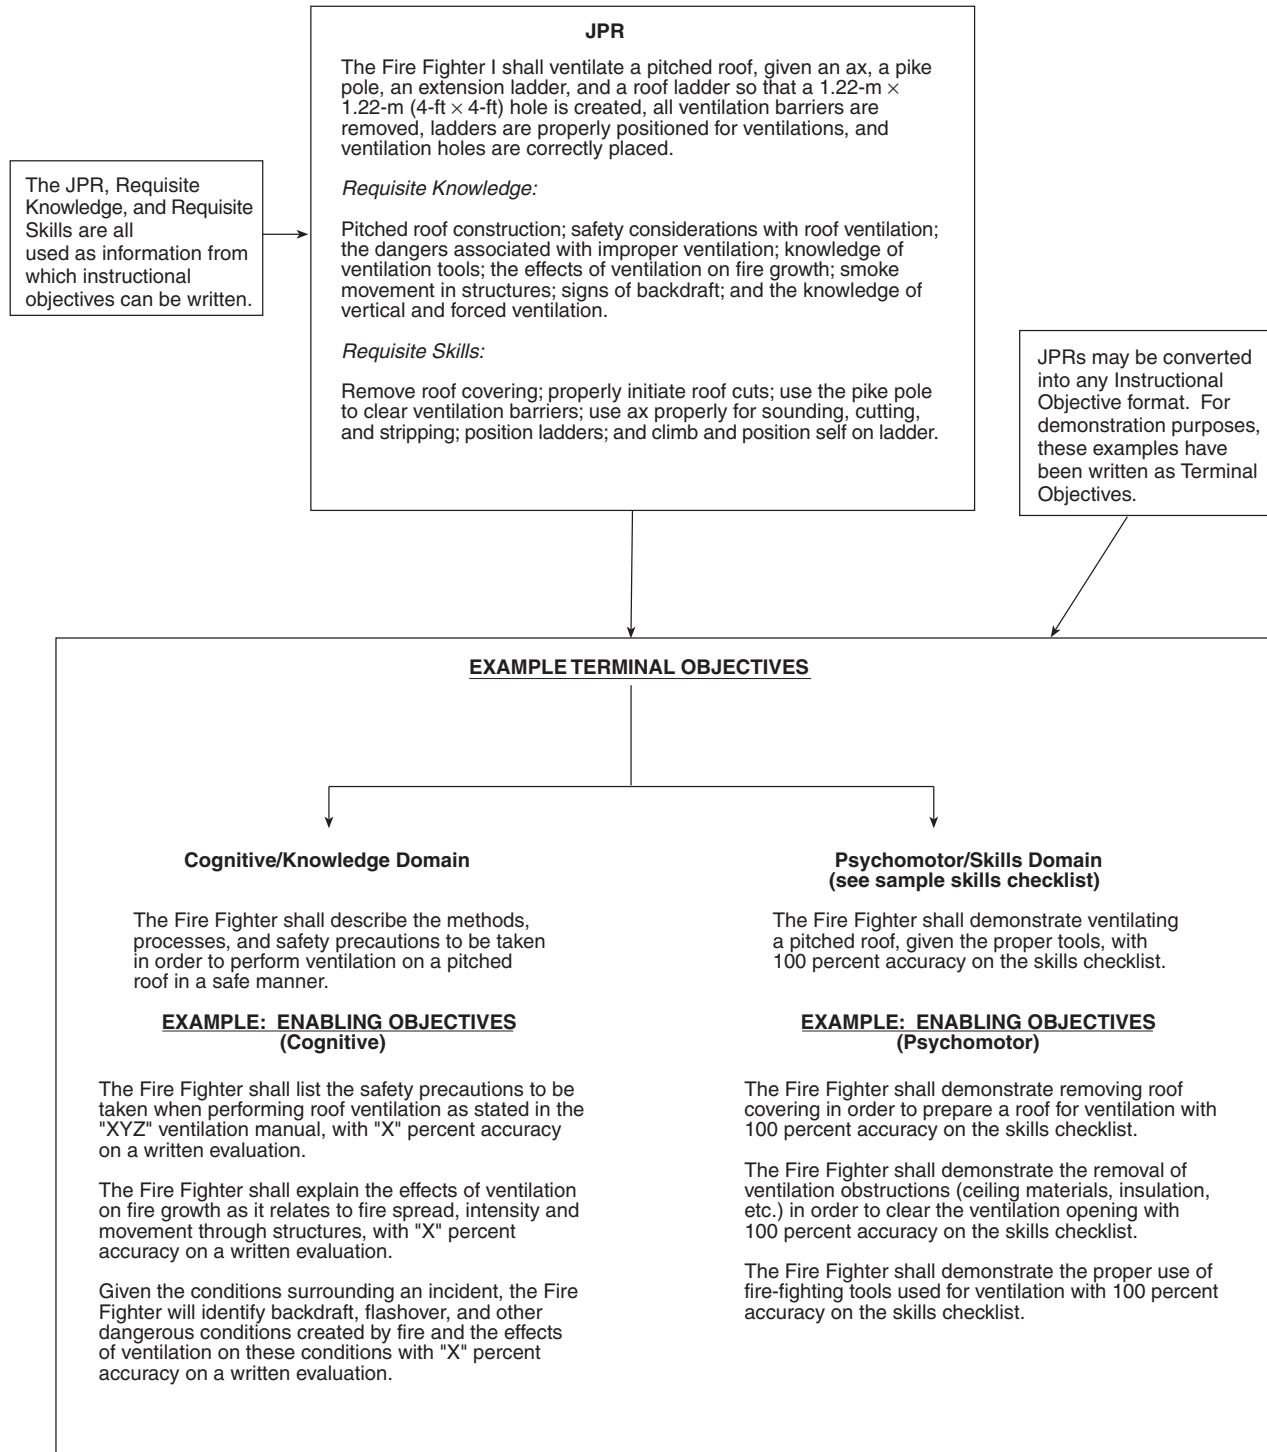 JPR
The Fire Fighter I shall ventilate a pitched roof, given an ax, a pike
pole, an extension ladder, and a roof ladder so that a 1.22-m ×
1.22-m (4-ft × 4-ft) hole is created, all ventilation barriers are
removed, ladders are properly positioned for ventilations, and
ventilation holes are correctly placed.
Requisite Knowledge:
Pitched roof construction; safety considerations with roof ventilation;
the dangers associated with improper ventilation; knowledge of
ventilation tools; the effects of ventilation on fire growth; smoke
movement in structures; signs of backdraft; and the knowledge of
vertical and forced ventilation.
Requisite Skills:
Remove roof covering; properly initiate roof cuts; use the pike pole
to clear ventilation barriers; use ax properly for sounding, cutting,
and stripping; position ladders; and climb and position self on ladder.
The JPR, Requisite
Knowledge, and Requisite
Skills are all
used as information from
which instructional
objectives can be written.
JPRs may be converted
into any Instructional
Objective format. For
demonstration purposes,
these examples have
been written as Terminal
Objectives.
EXAMPLE TERMINAL OBJECTIVES
Cognitive/Knowledge Domain
The Fire Fighter shall describe the methods,
processes, and safety precautions to be taken
in order to perform ventilation on a pitched
roof in a safe manner.
EXAMPLE: ENABLING OBJECTIVES
(Cognitive)
The Fire Fighter shall list the safety precautions to be
taken when performing roof ventilation as stated in the
"XYZ" ventilation manual, with "X" percent accuracy
on a written evaluation.
The Fire Fighter shall explain the effects of ventilation
on fire growth as it relates to fire spread, intensity and
movement through structures, with "X" percent
accuracy on a written evaluation.
Given the conditions surrounding an incident, the Fire
Fighter will identify backdraft, flashover, and other
dangerous conditions created by fire and the effects
of ventilation on these conditions with "X" percent
accuracy on a written evaluation.
Psychomotor/Skills Domain
(see sample skills checklist)
The Fire Fighter shall demonstrate ventilating
a pitched roof, given the proper tools, with
100 percent accuracy on the skills checklist.
EXAMPLE: ENABLING OBJECTIVES
(Psychomotor)
The Fire Fighter shall demonstrate removing roof
covering in order to prepare a roof for ventilation with
100 percent accuracy on the skills checklist.
The Fire Fighter shall demonstrate the removal of
ventilation obstructions (ceiling materials, insulation,
etc.) in order to clear the ventilation opening with
100 percent accuracy on the skills checklist.
The Fire Fighter shall demonstrate the proper use of
fire-fighting tools used for ventilation with 100 percent
accuracy on the skills checklist.